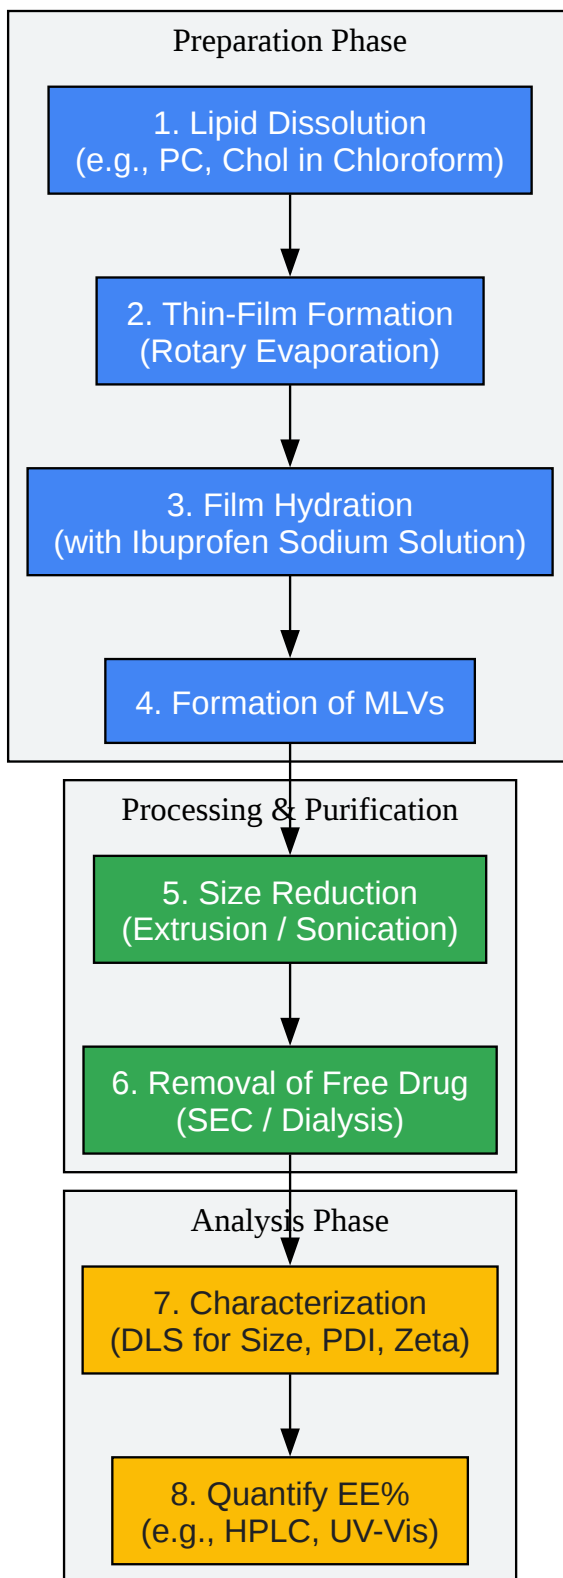 Preparation Phase
1. Lipid Dissolution
(e.g., PC, Chol in Chloroform)
2. Thin-Film Formation
(Rotary Evaporation)
3. Film Hydration
(with Ibuprofen Sodium Solution)
4. Formation of MLVs
Processing & Purification
5. Size Reduction
(Extrusion / Sonication)
6. Removal of Free Drug
(SEC / Dialysis)
Analysis Phase
7. Characterization
(DLS for Size, PDI, Zeta)
8. Quantify EE%
(e.g., HPLC, UV-Vis)